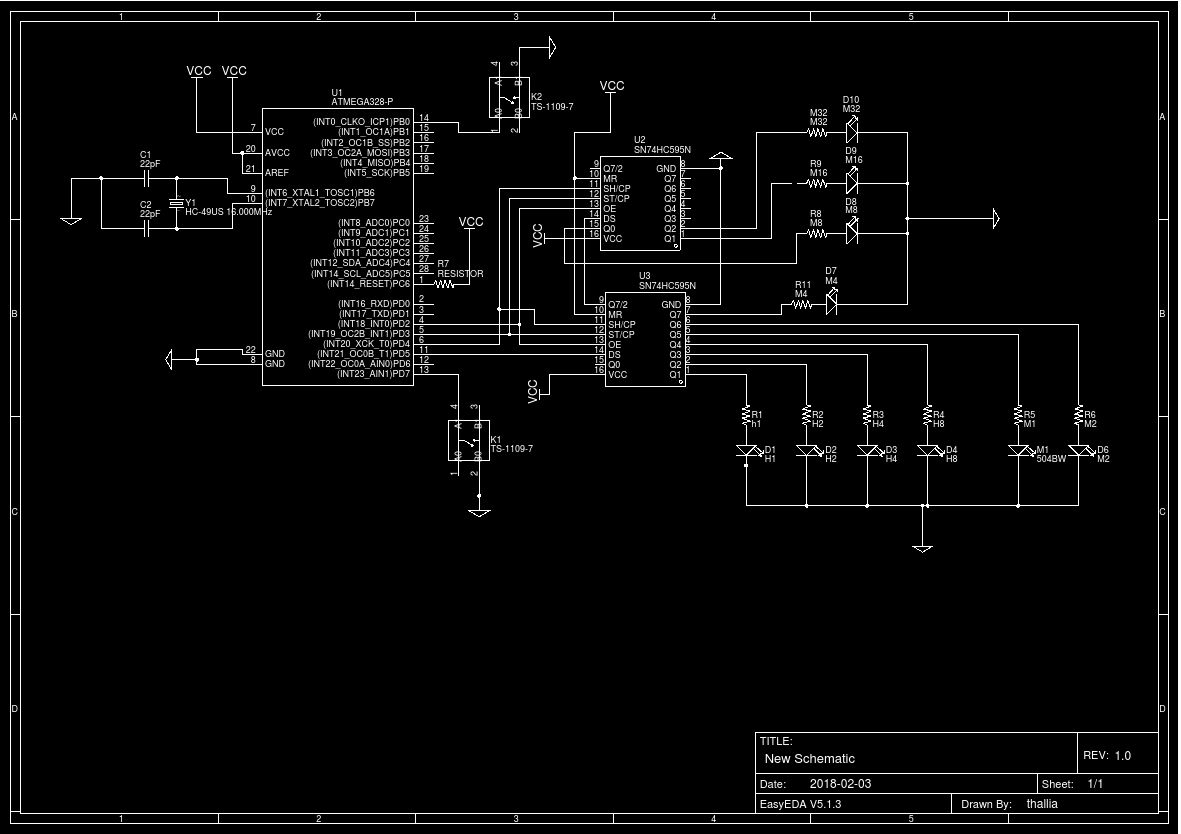 1 2 3 4 5
A A
B B
C C
D D
VCC VCC
U1
ATMEGA328-P
7 VCC
20 AVCC
21 AREF
9 (INT6_XTAL1_TOSC1)PB6
10 (INT7_XTAL2_TOSC2)PB7
22 GND
8 GND
(INT0_CLKO_ICP1)PB0 14
(INT1_OC1A)PB1 15
(INT2_OC1B_SS)PB2 16
(INT3_OC2A_MOSI)PB3 17
(INT4_MISO)PB4 18
(INT5_SCK)PB5 19
(INT8_ADC0)PC0 23
(INT9_ADC1)PC1 24
(INT10_ADC2)PC2 25
(INT11_ADC3)PC3 26
(INT12_SDA_ADC4)PC4 27
(INT14_SCL_ADC5)PC5 28
(INT14_RESET)PC6 1
(INT16_RXD)PD0 2
(INT17_TXD)PD1 3
(INT18_INT0)PD2 4
(INT19_OC2B_INT1)PD3 5
(INT20_XCK_T0)PD4 6
(INT21_OC0B_T1)PD5 11
(INT22_OC0A_AIN0)PD6 12
(INT23_AIN1)PD7 13
C1
22pF
C2
22pF
Y1
HC-49US 16.000MHz
VCC
R7
RESISTOR
4 3
A B
A0 B0
1 2
K2
TS-1109-7
4 3
A B
A0 B0
1 2
K1
TS-1109-7
VCC
U2
SN74HC595N
9 Q7/2 GND 8
10 MR Q7 7
11 SH/CP Q6 6
12 ST/CP Q5 5
13 OE Q4 4
14 DS Q3 3
15 Q0 Q2 2
16 VCC Q1 1
VCC
U3
SN74HC595N
9 Q7/2 GND 8
10 MR Q7 7
11 SH/CP Q6 6
12 ST/CP Q5 5
13 OE Q4 4
14 DS Q3 3
15 Q0 Q2 2
16 VCC Q1 1
VCC
M32
M32
D10
M32
R9
M16
D9
M16
R8
M8
D8
M8
R11
M4
D7
M4
R1
h1
R2
H2
R3
H4
R4
H8
R5
M1
R6
M2
D1
H1
D2
H2
D3
H4
D4
H8
M1
504BW
D6
M2
TITLE:
New Schematic
REV: 1.0
Date: 2018-02-03 Sheet: 1/1
EasyEDA V5.1.3 Drawn By: thallia
1 2 3 4 5